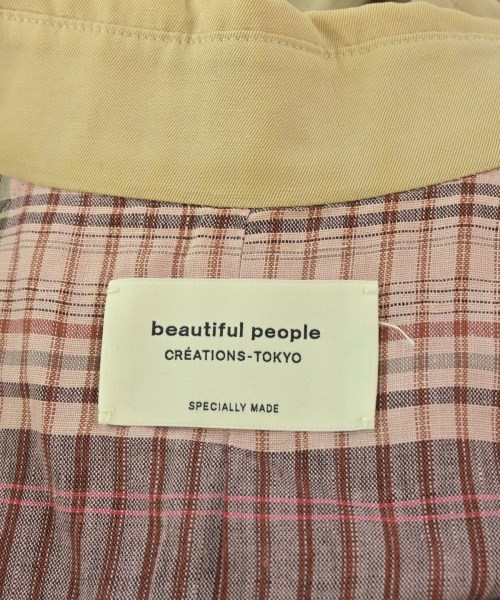 beautiful people
CRÉATIONS-TOKYO
SPECIALLY MADE